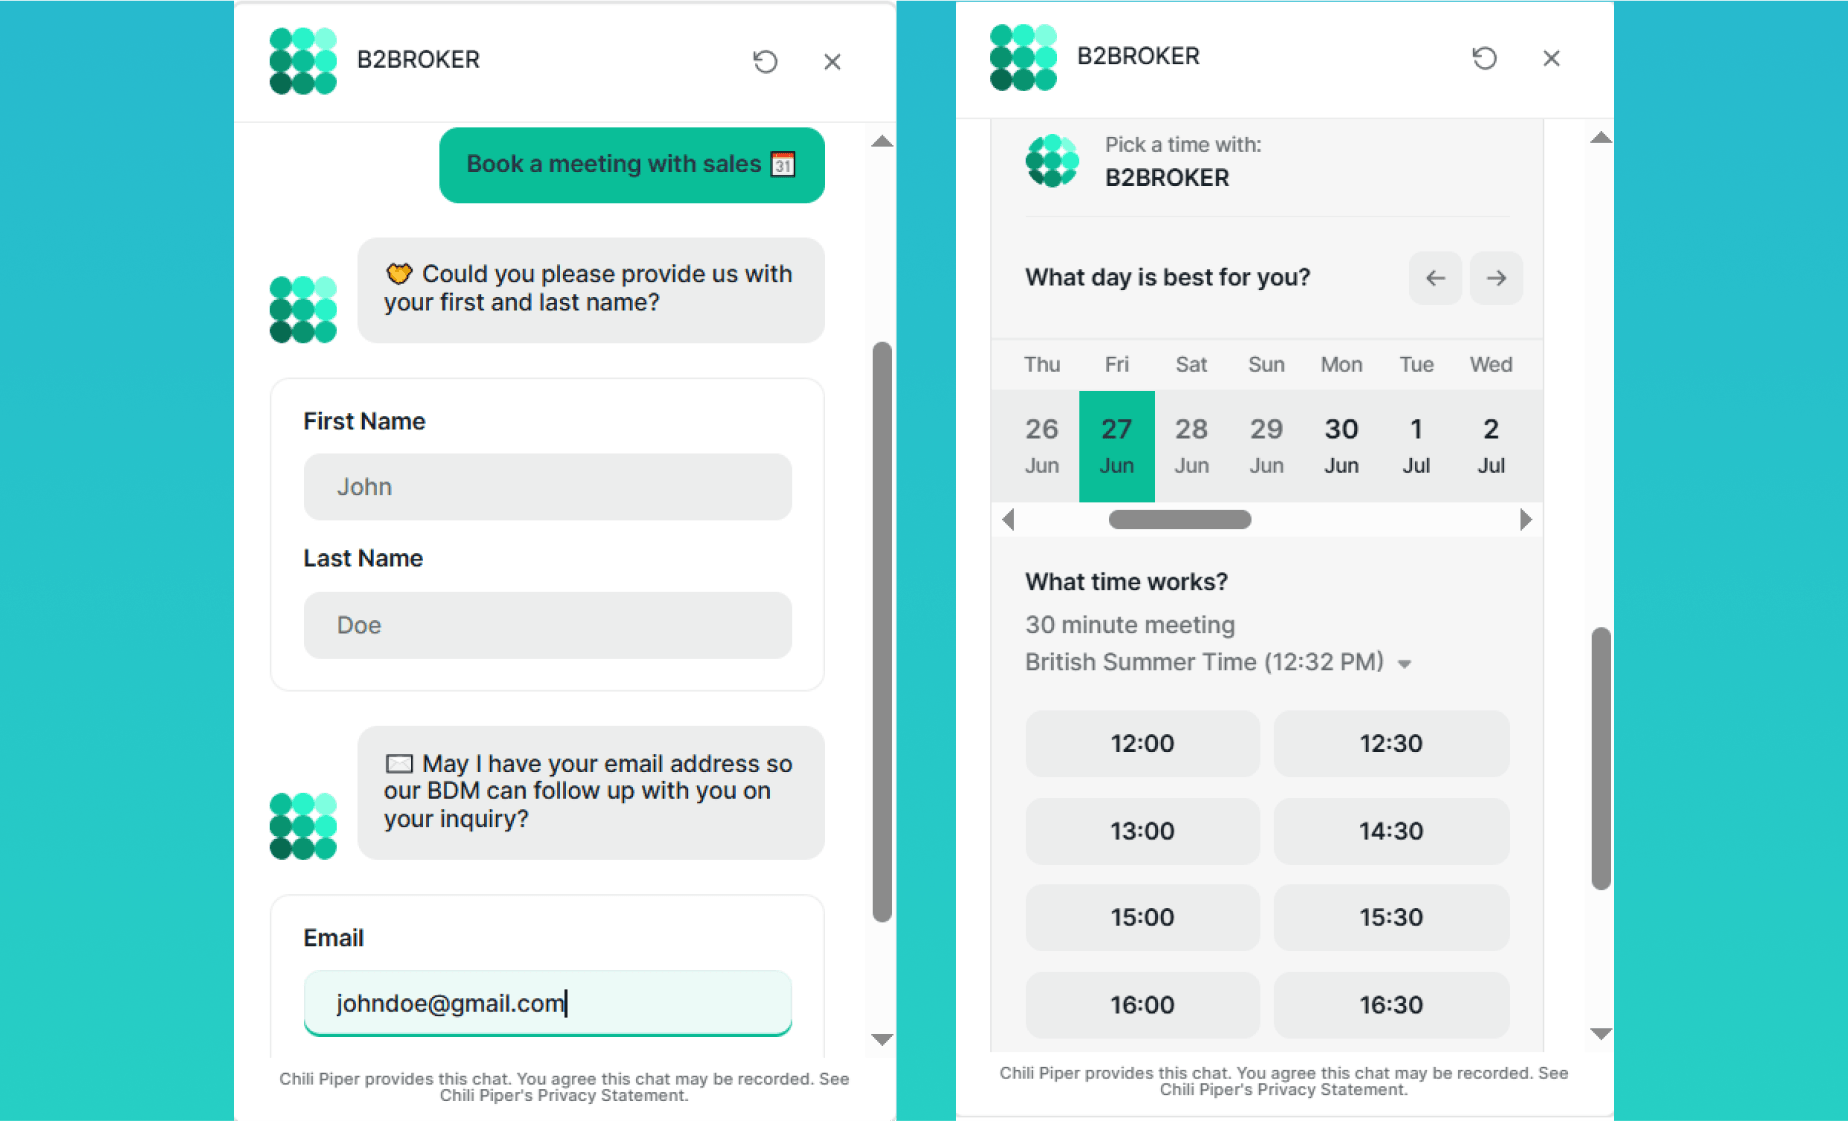 B2BROKER
Book a meeting with sales
31
Could you please provide us with
your first and last name?
First Name
John
Last Name
Doe
May I have your email address so
our BDM can follow up with you on
your inquiry?
Email
johndoe@gmail.com
Chili Piper provides this chat. You agree this chat may be recorded. See
Chili Piper's Privacy Statement.
B2BROKER
Pick a time with:
B2BROKER
What day is best for you?
Thu Fri Sat Sun Mon Tue Wed
26 27 28 29 30 1 2
Jun Jun Jun Jun Jun Jul Jul
What time works?
30 minute meeting
British Summer Time (12:32 PM)
12:00 12:30
13:00 14:30
15:00 15:30
16:00 16:30
Chili Piper provides this chat. You agree this chat may be recorded. See
Chili Piper's Privacy Statement.